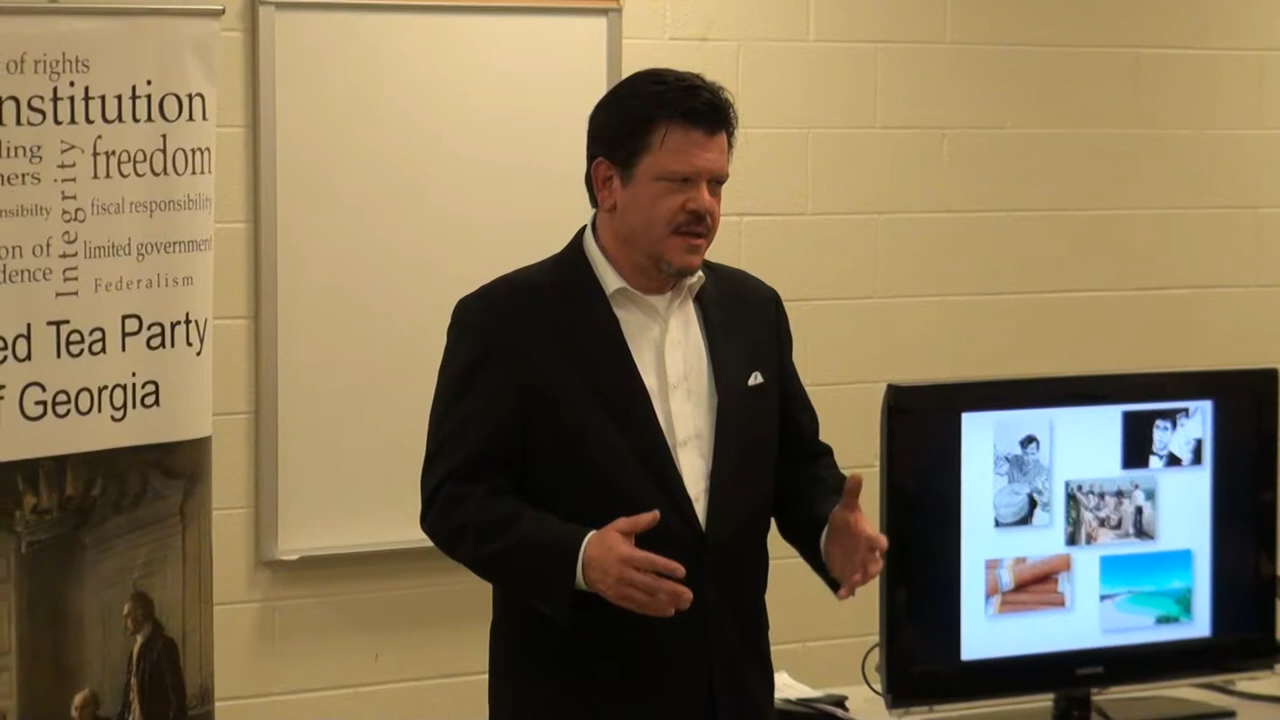 of rights
nstitution
ling
hers
Integrity
freedom
nsibilty
fiscal responsibility
on of
dence
limited government
Federalism
ed Tea Party
f Georgia